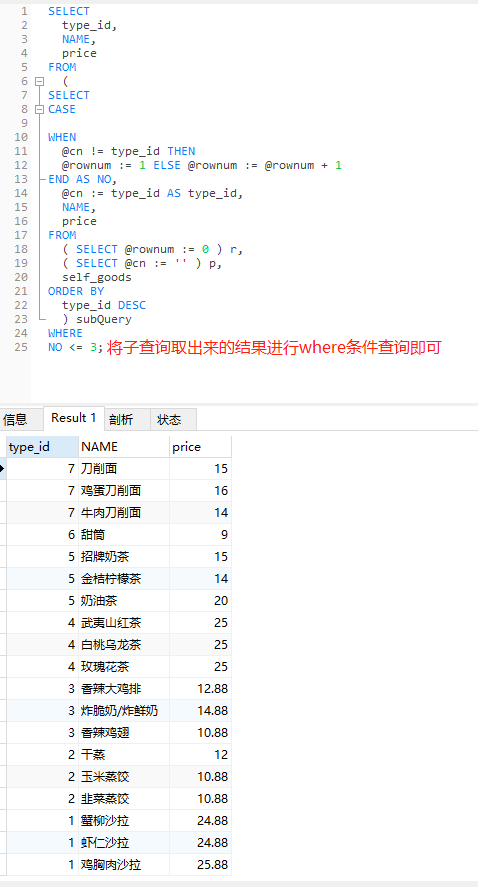 1 SELECT
2 type_id,
3 NAME,
4 price
5 FROM
6 (
7 SELECT
8 CASE
9
10 WHEN
11 @cn != type_id THEN
12 @rownum := 1 ELSE @rownum := @rownum + 1
13 END AS NO,
14 @cn := type_id AS type_id,
15 NAME,
16 price
17 FROM
18 ( SELECT @rownum := 0 ) r,
19 ( SELECT @cn := '' ) p,
20 self_goods
21 ORDER BY
22 type_id DESC
23 ) subQuery
24 WHERE
25 NO <= 3; 将子查询取出来的结果进行where条件查询即可
信息 Result 1 剖析 状态
type_id NAME price
7 刀削面 15
7 鸡蛋刀削面 16
7 牛肉刀削面 14
6 甜筒 9
5 招牌奶茶 15
5 金桔柠檬茶 14
5 奶油茶 20
4 武夷山红茶 25
4 白桃乌龙茶 25
4 玫瑰花茶 25
3 香辣大鸡排 12.88
3 炸脆奶/炸鲜奶 14.88
3 香辣鸡翅 10.88
2 干蒸 12
2 玉米蒸饺 10.88
2 韭菜蒸饺 10.88
1 蟹柳沙拉 24.88
1 虾仁沙拉 24.88
1 鸡胸肉沙拉 25.88